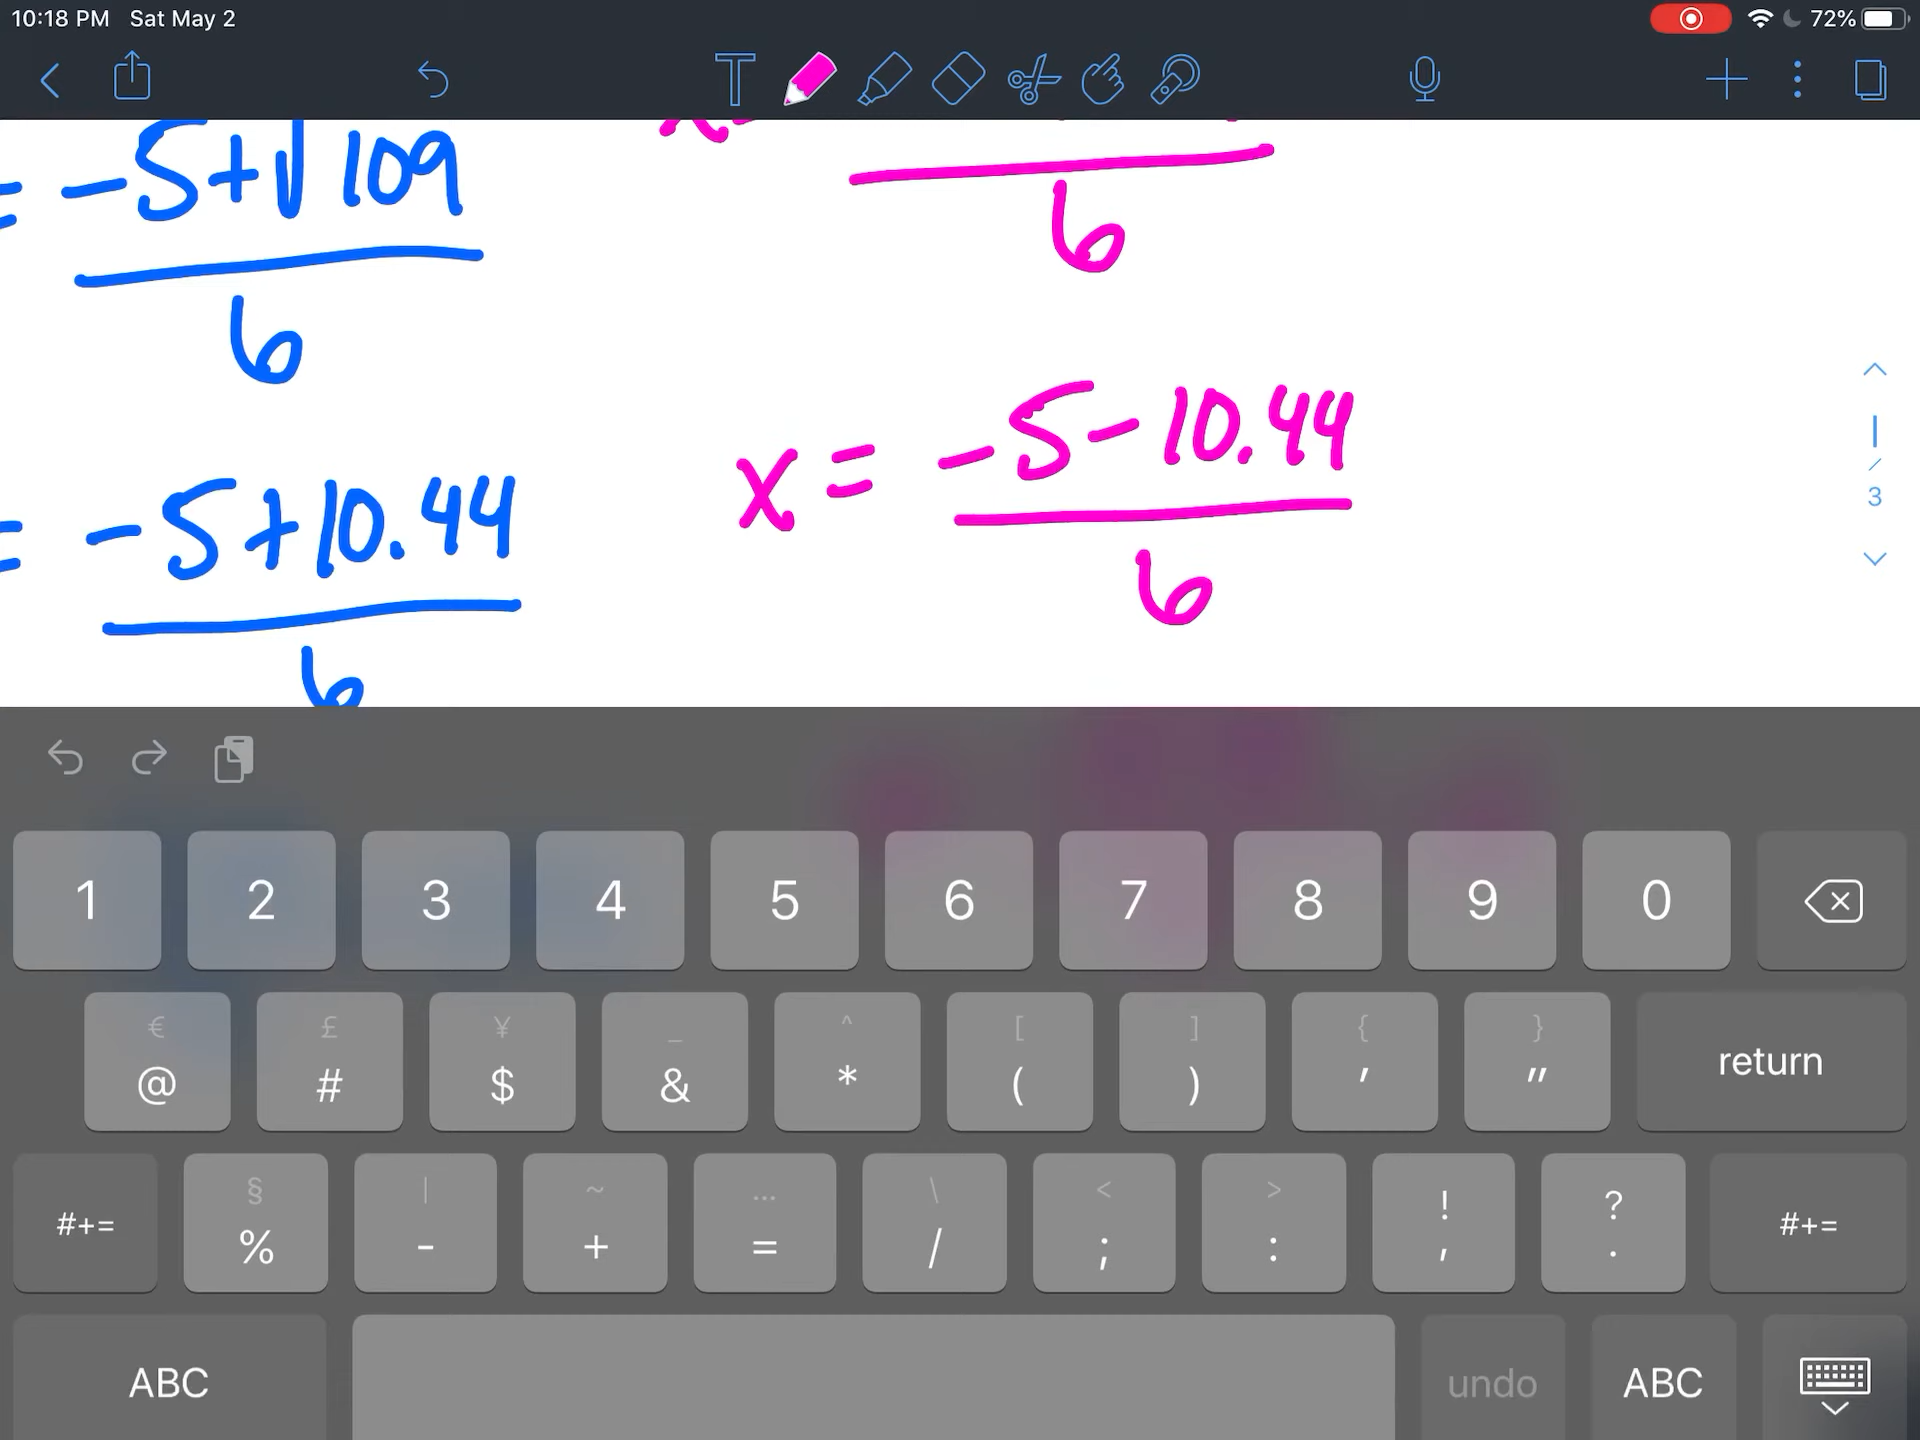 10:18 PM Sat May 2
72%
T
= -5+√109
6
= -5+10.44
6
x=
6
x = -5-10.44
6
1
/
3
1 2 3 4 5 6 7 8 9 0
€ £ ¥ _ ^ [ ] { }
@ # $ & * ( ) ' " return
§ | ~ … \ < > ! ?
#+= % - + = / ; : , . #+=
ABC undo ABC